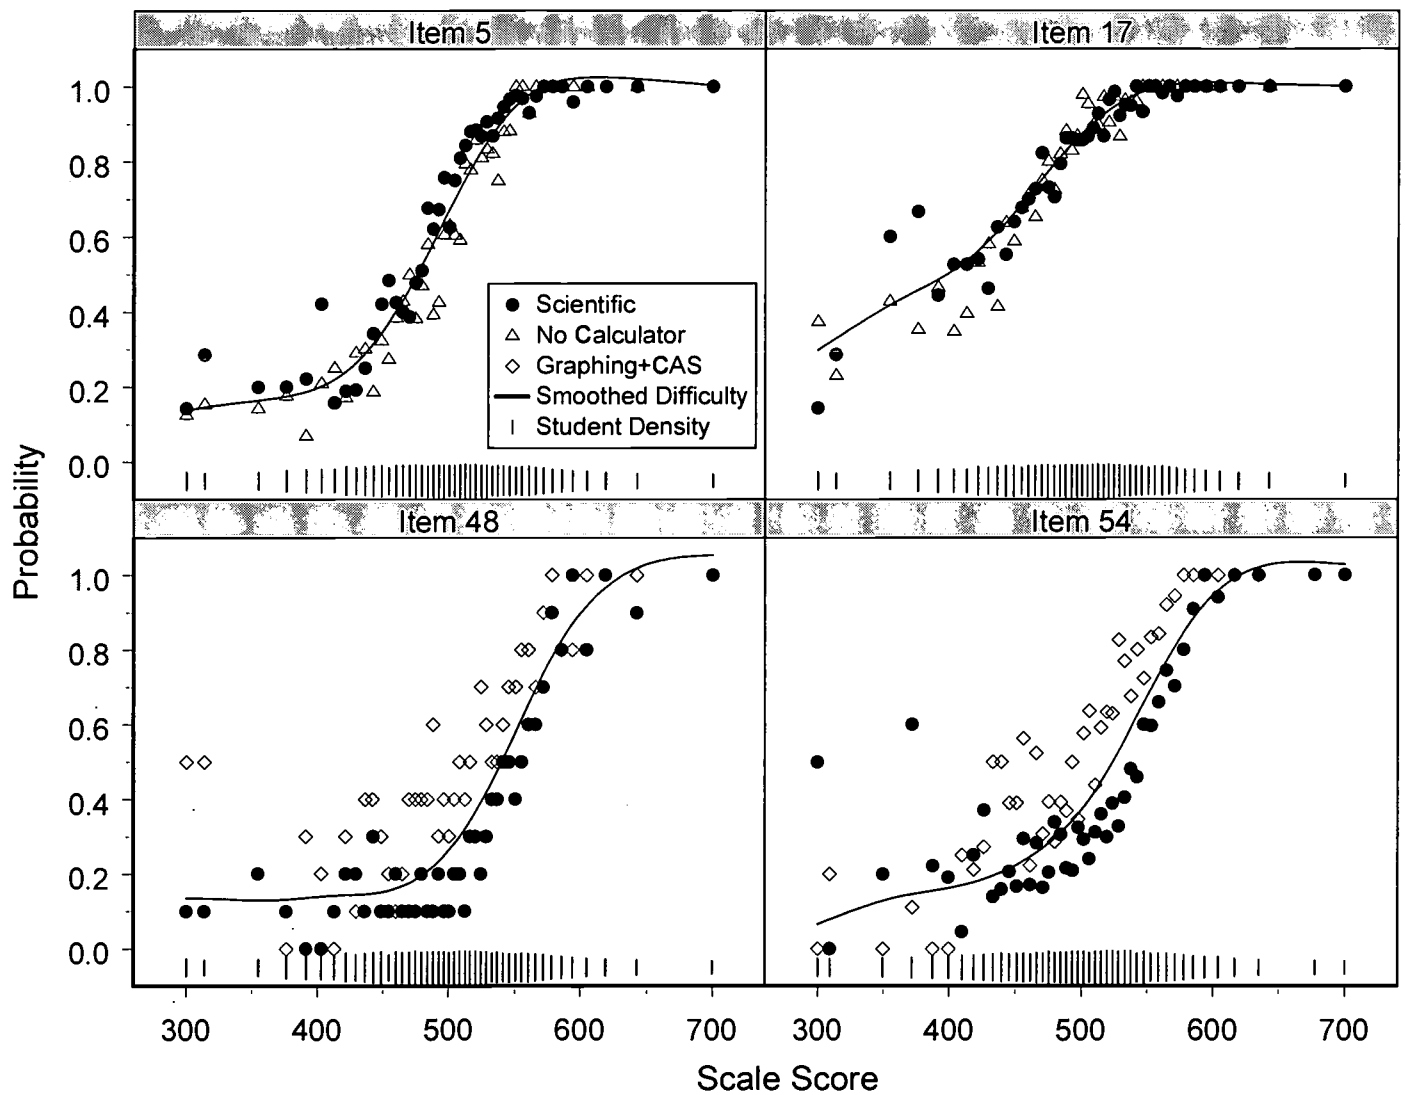 Item 5
Item 17
1.0
0.8
0.6
0.4
0.2
0.0
Scientific
No Calculator
Graphing+CAS
Smoothed Difficulty
Student Density
Probability
Item 48
Item 54
1.0
0.8
0.6
0.4
0.2
0.0
300 400 500 600 700 300 400 500 600 700
Scale Score